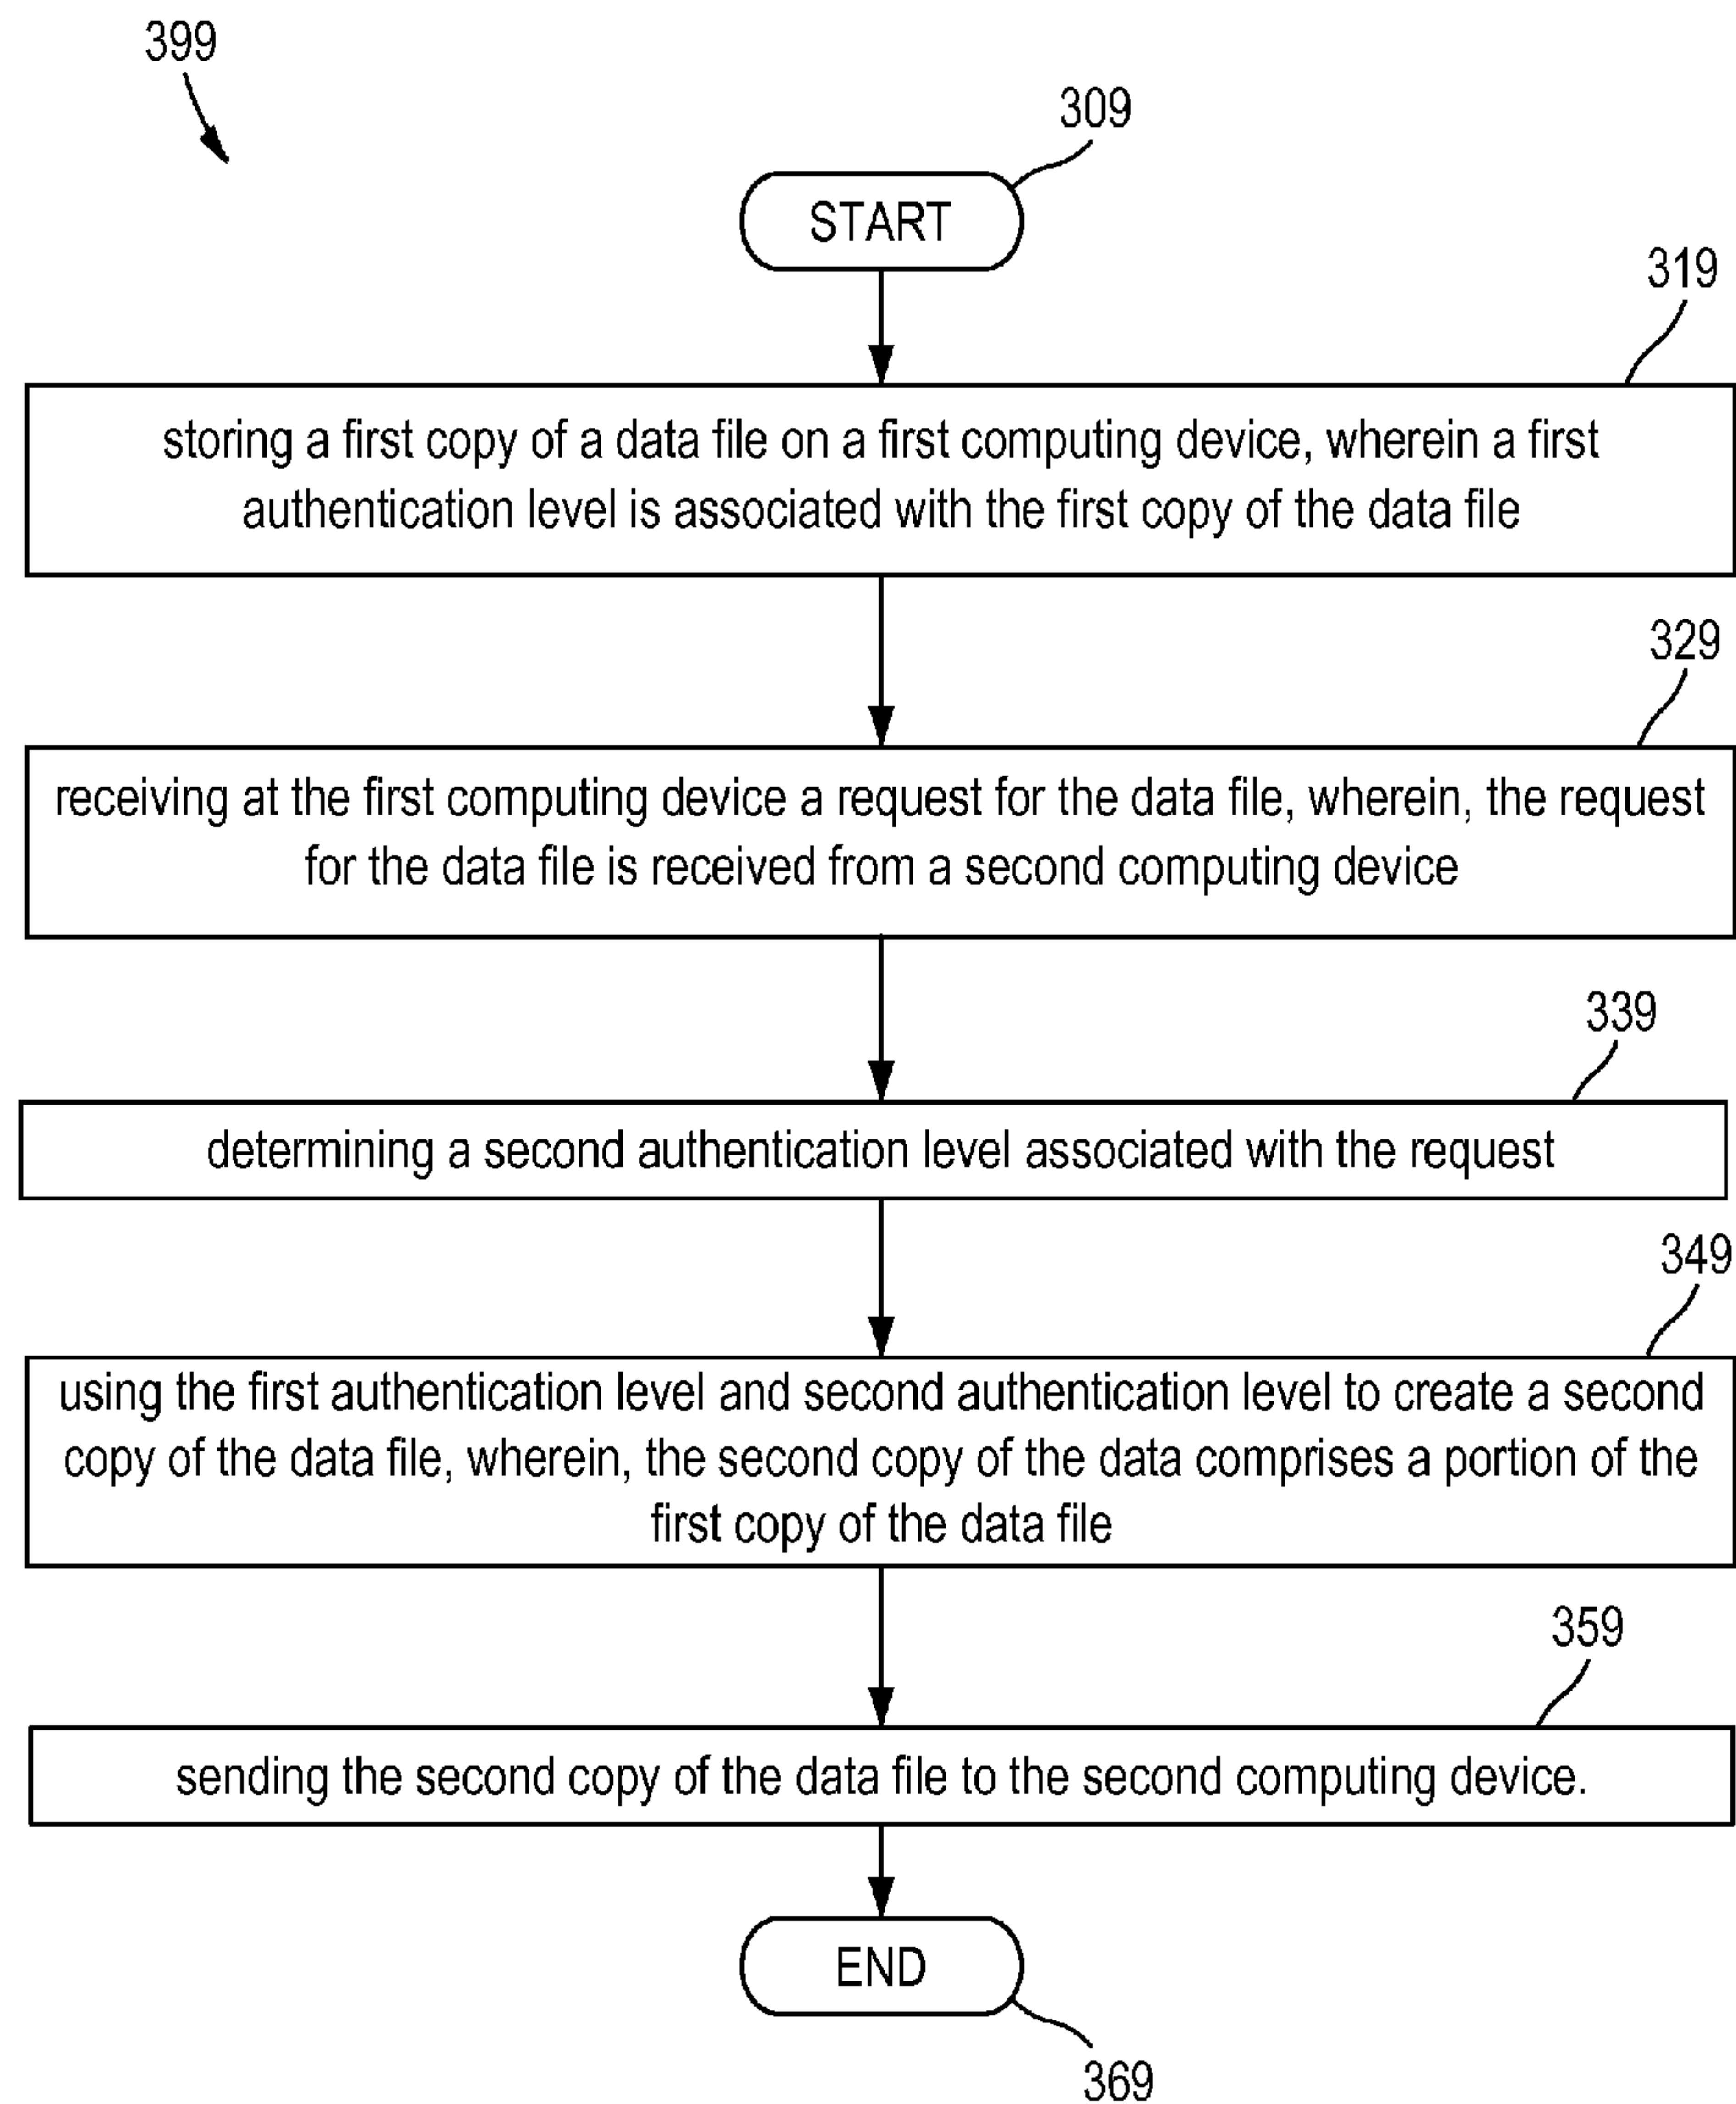 399
309
START
319
storing a first copy of a data file on a first computing device, wherein a first
authentication level is associated with the first copy of the data file
329
receiving at the first computing device a request for the data file, wherein, the request
for the data file is received from a second computing device
339
determining a second authentication level associated with the request
349
using the first authentication level and second authentication level to create a second
copy of the data file, wherein, the second copy of the data comprises a portion of the
first copy of the data file
359
sending the second copy of the data file to the second computing device.
END
369